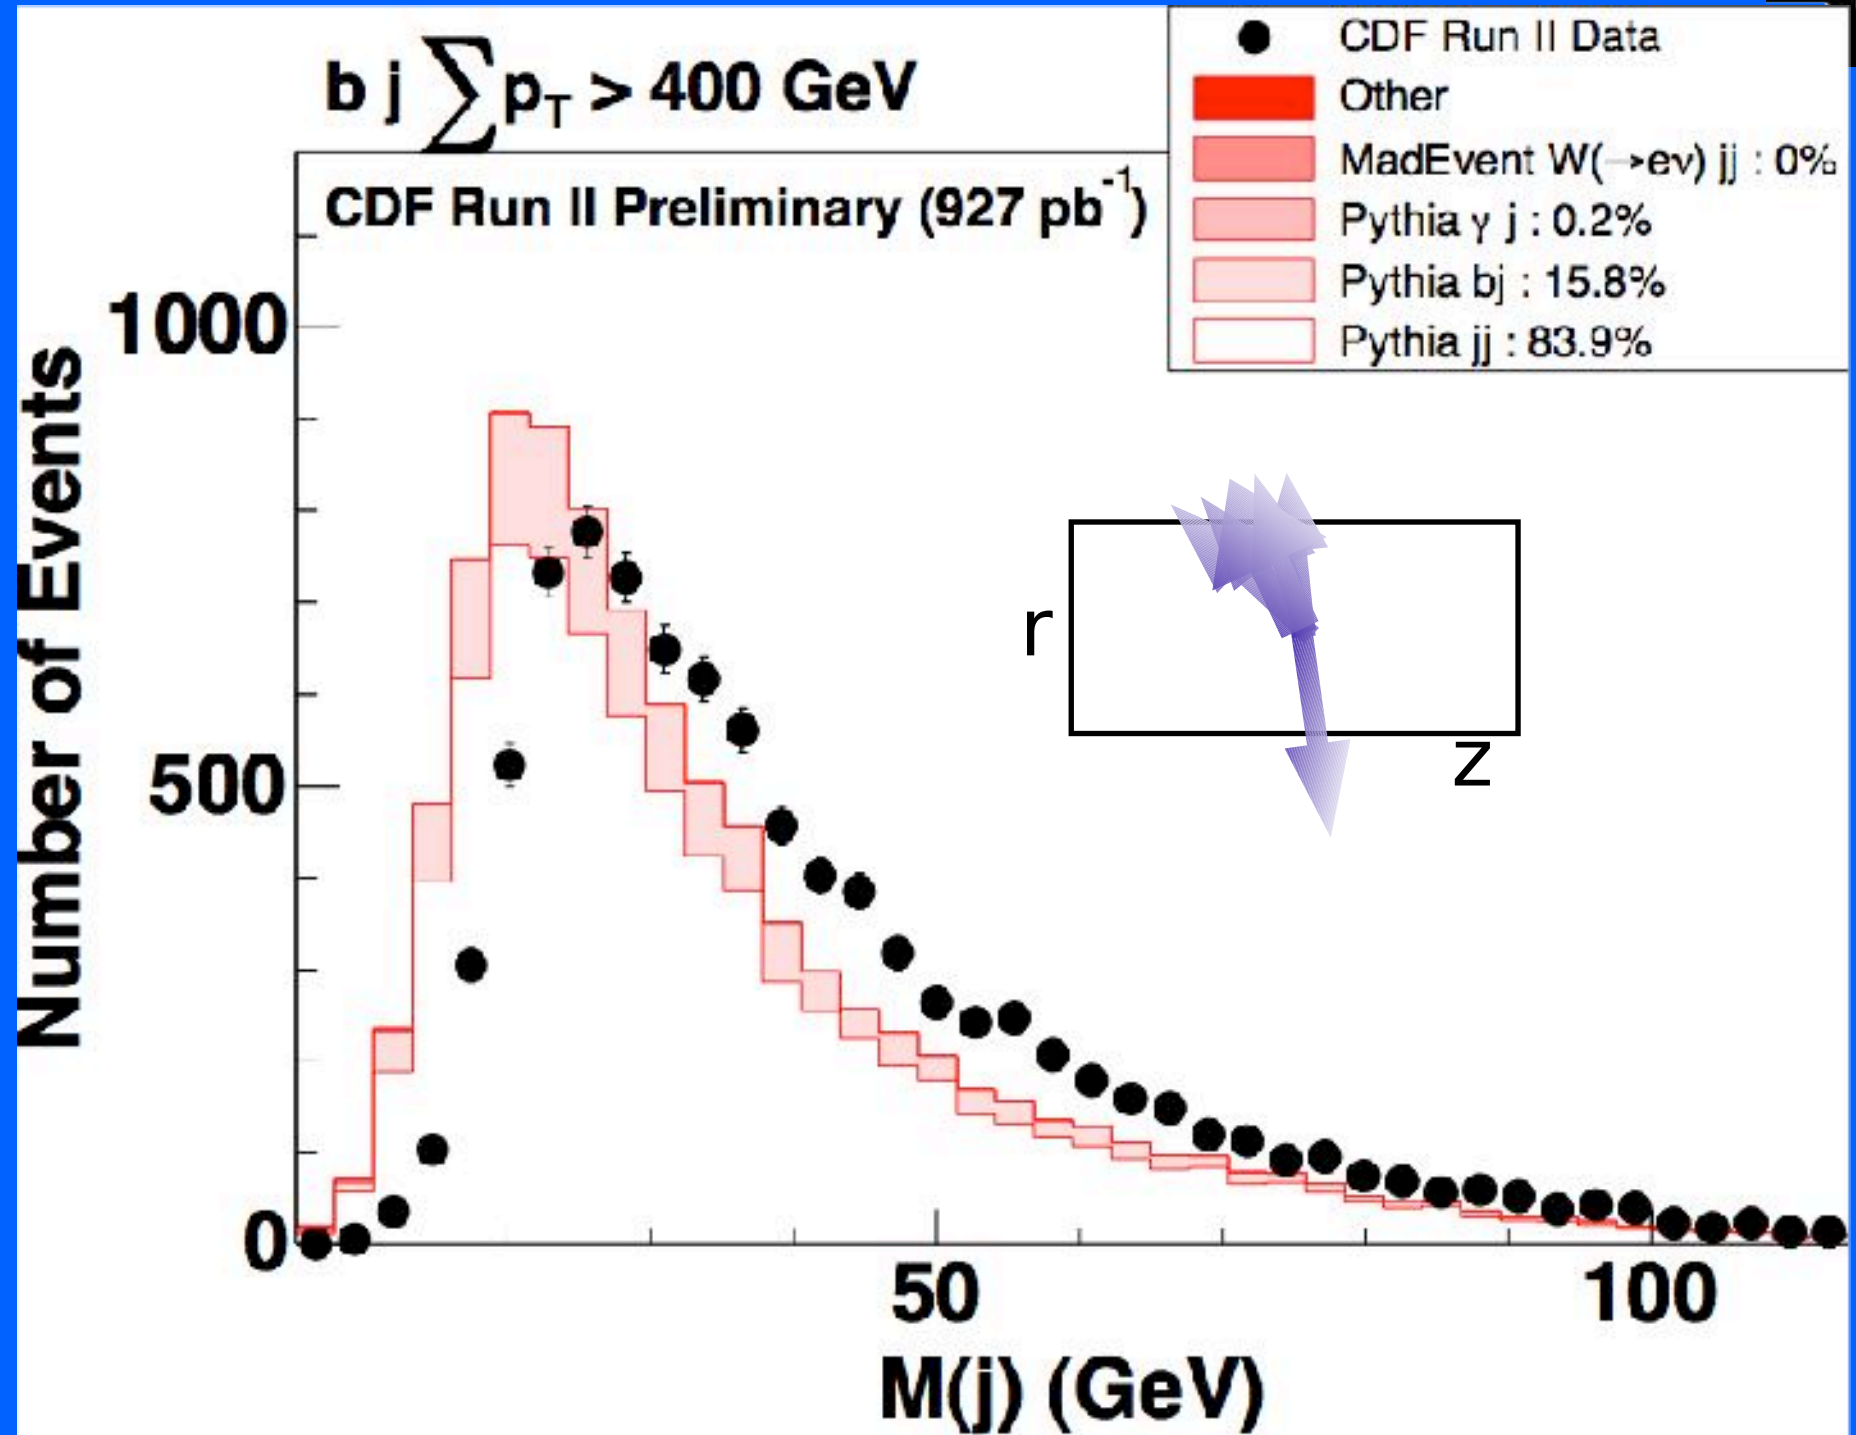 b j ∑ p_T > 400 GeV
CDF Run II Preliminary (927 pb^-1)
CDF Run II Data
Other
MadEvent W(→eν) jj : 0%
Pythia γ j : 0.2%
Pythia bj : 15.8%
Pythia jj : 83.9%
Number of Events
1000
500
0
r
z
50
100
M(j) (GeV)